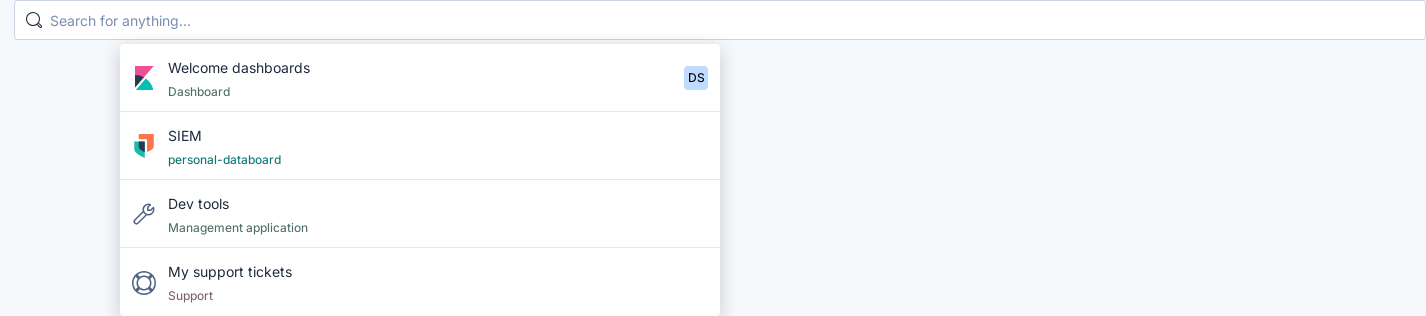 Search for anything...
Welcome dashboards
Dashboard
DS
SIEM
personal-databoard
Dev tools
Management application
My support tickets
Support